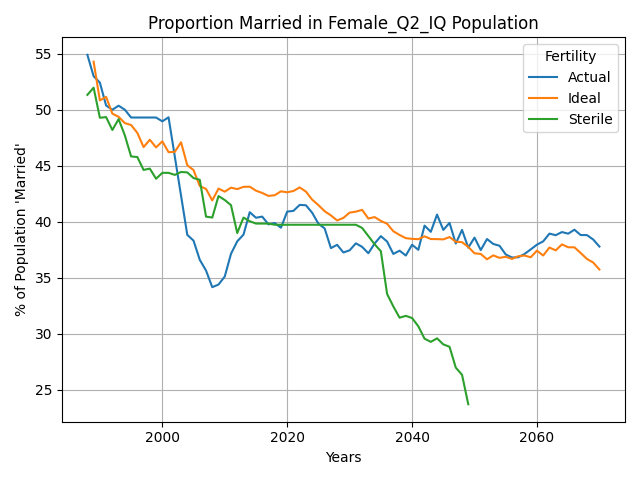 Proportion Married in Female_Q2_IQ Population
% of Population 'Married'
55
50
45
40
35
30
25
Fertility
Actual
Ideal
Sterile
2000
2020
2040
2060
Years